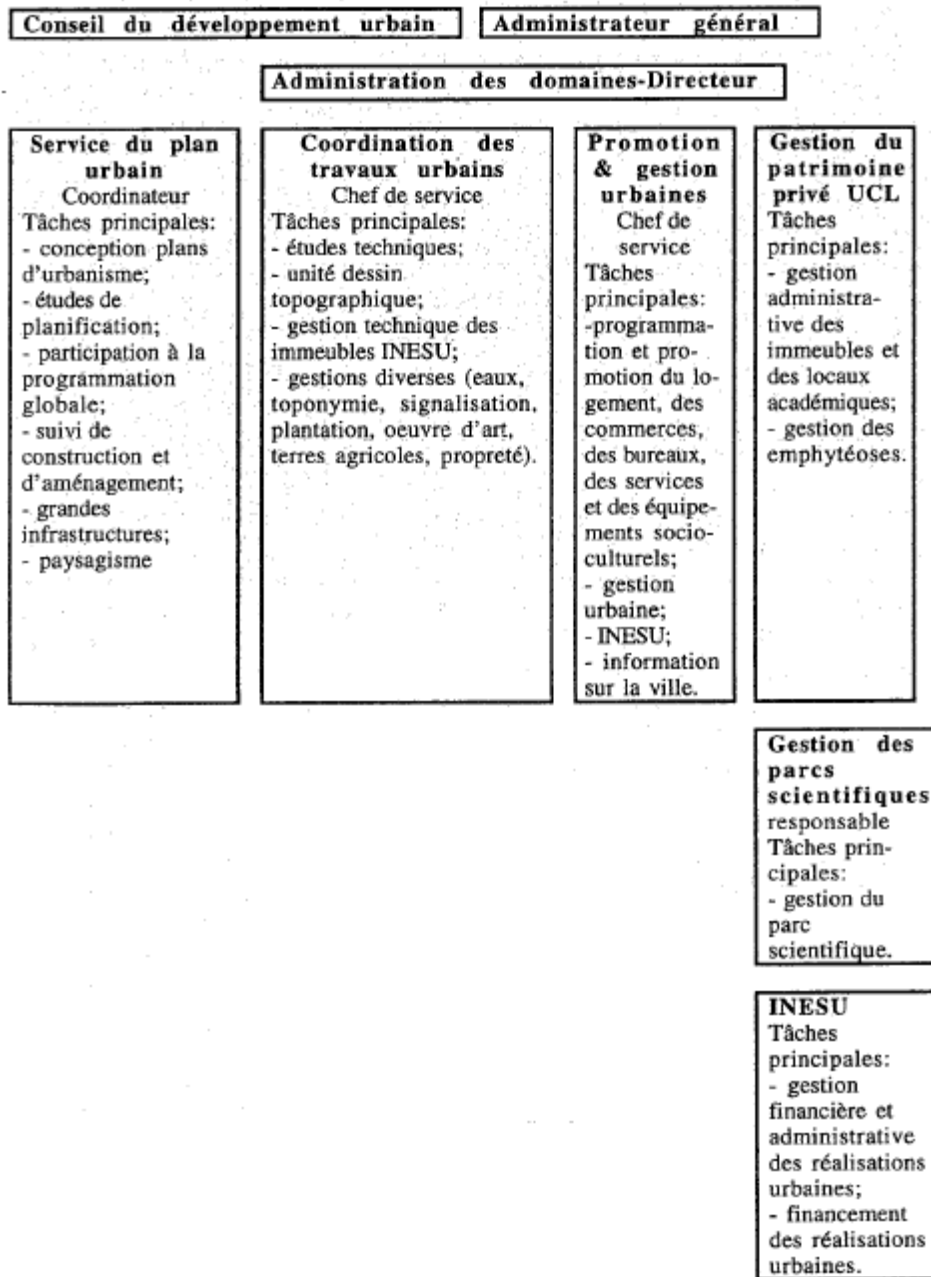 Conseil du développement urbain
Administrateur général
Administration des domaines-Directeur
Service du plan
urbain
Coordinateur
Tâches principales:
- conception plans
d'urbanisme;
- études de
planification;
- participation à la
programmation
globale;
- suivi de
construction et
d'aménagement;
- grandes
infrastructures;
- paysagisme
Coordination des
travaux urbains
Chef de service
Tâches principales:
- études techniques;
- unité dessin
topographique;
- gestion technique des
immeubles INESU;
- gestions diverses (eaux,
toponymie, signalisation,
plantation, oeuvre d'art,
terres agricoles, propreté).
Promotion
& gestion
urbaines
Chef de
service
Tâches
principales:
-programma-
tion et pro-
motion du lo-
gement, des
commerces,
des bureaux,
des services
et des équipe-
ments socio-
culturels;
- gestion
urbaine;
- INESU;
- information
sur la ville.
Gestion du
patrimoine
privé UCL
Tâches
principales:
- gestion
administra-
tive des
immeubles et
des locaux
académiques;
- gestion des
emphytéoses.
Gestion des
parcs
scientifiques
responsable
Tâches prin-
cipales:
- gestion du
parc
scientifique.
INESU
Tâches
principales:
- gestion
financière et
administrative
des réalisations
urbaines;
- financement
des réalisations
urbaines.